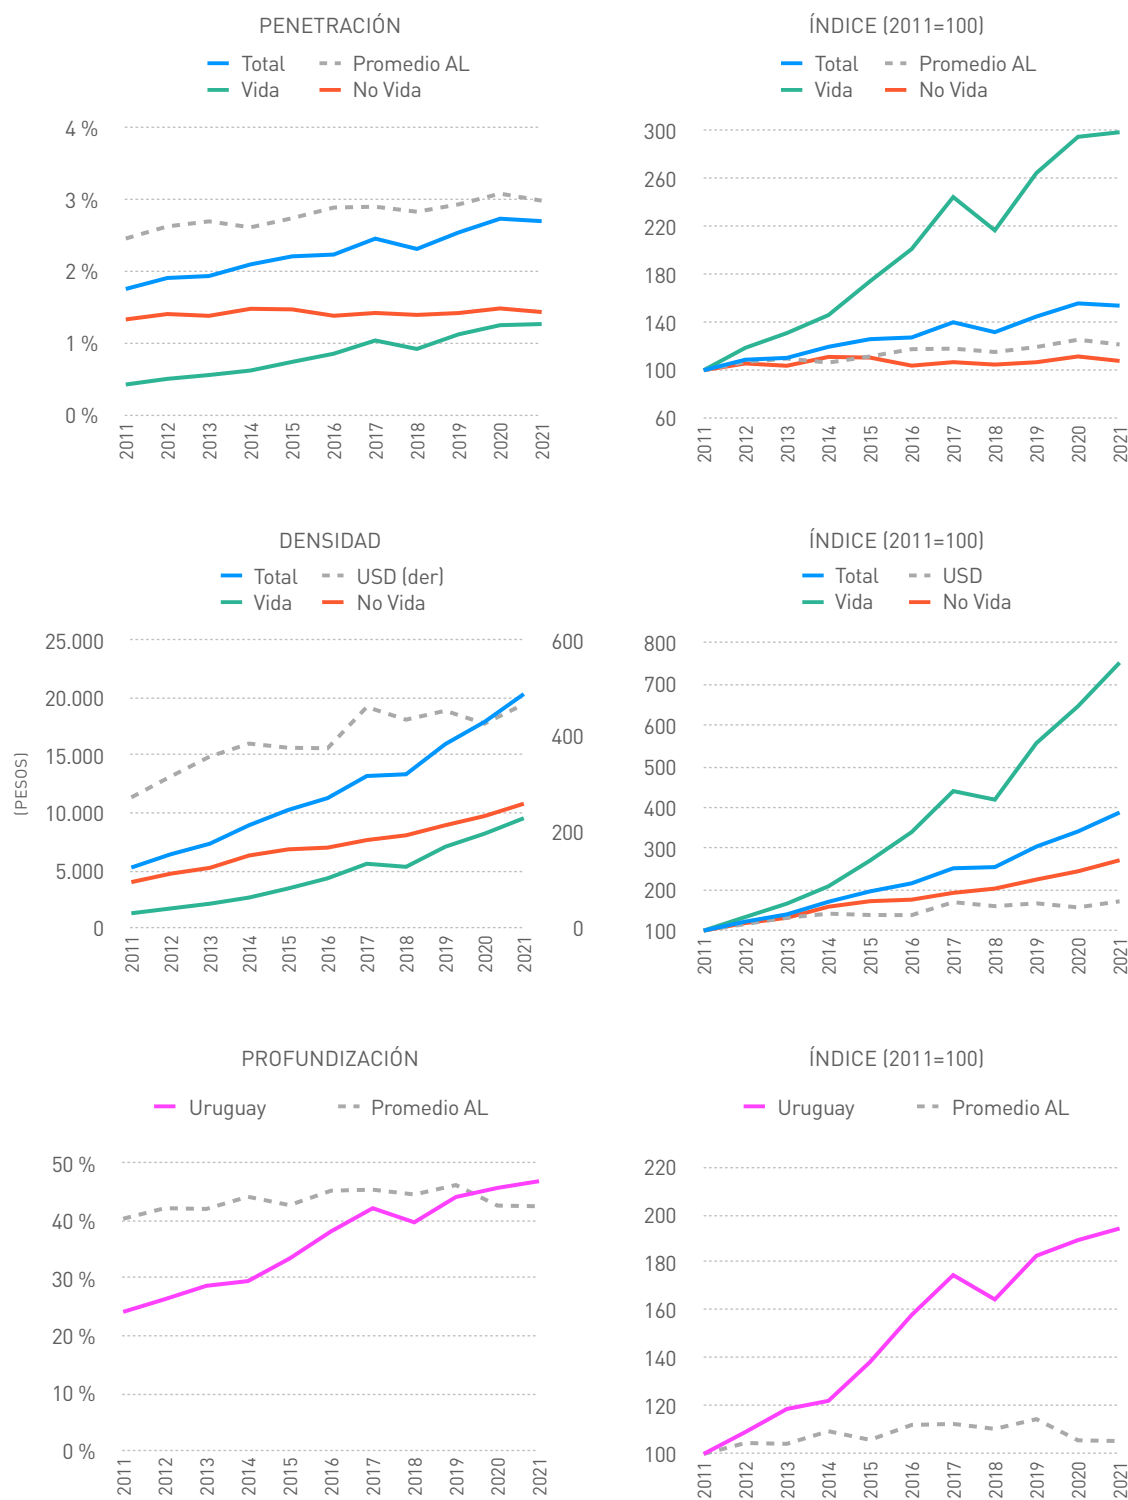 PENETRACIÓN
Total Promedio AL
Vida No Vida
4 %
3 %
2 %
1 %
0 %
2011 2012 2013 2014 2015 2016 2017 2018 2019 2020 2021
ÍNDICE (2011=100)
Total Promedio AL
Vida No Vida
300
260
220
180
140
100
60
2011 2012 2013 2014 2015 2016 2017 2018 2019 2020 2021
DENSIDAD
Total USD (der)
Vida No Vida
(PESOS)
25.000 600
20.000
15.000 400
10.000
5.000 200
0 0
2011 2012 2013 2014 2015 2016 2017 2018 2019 2020 2021
ÍNDICE (2011=100)
Total USD
Vida No Vida
800
700
600
500
400
300
200
100
2011 2012 2013 2014 2015 2016 2017 2018 2019 2020 2021
PROFUNDIZACIÓN
Uruguay Promedio AL
50 %
40 %
30 %
20 %
10 %
0 %
2011 2012 2013 2014 2015 2016 2017 2018 2019 2020 2021
ÍNDICE (2011=100)
Uruguay Promedio AL
220
200
180
160
140
120
100
2011 2012 2013 2014 2015 2016 2017 2018 2019 2020 2021